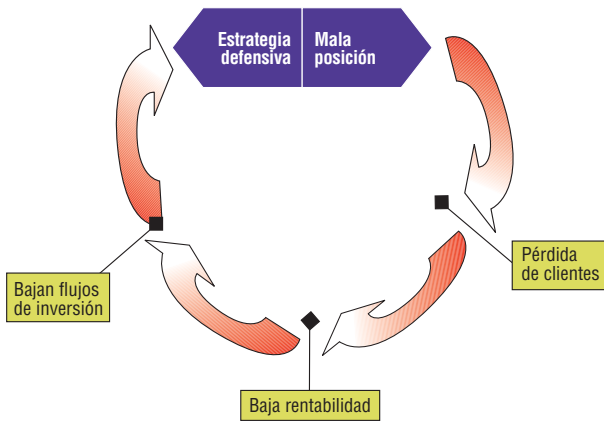 Estrategia
defensiva
Mala
posición
Pérdida
de clientes
Bajan flujos
de inversión
Baja rentabilidad